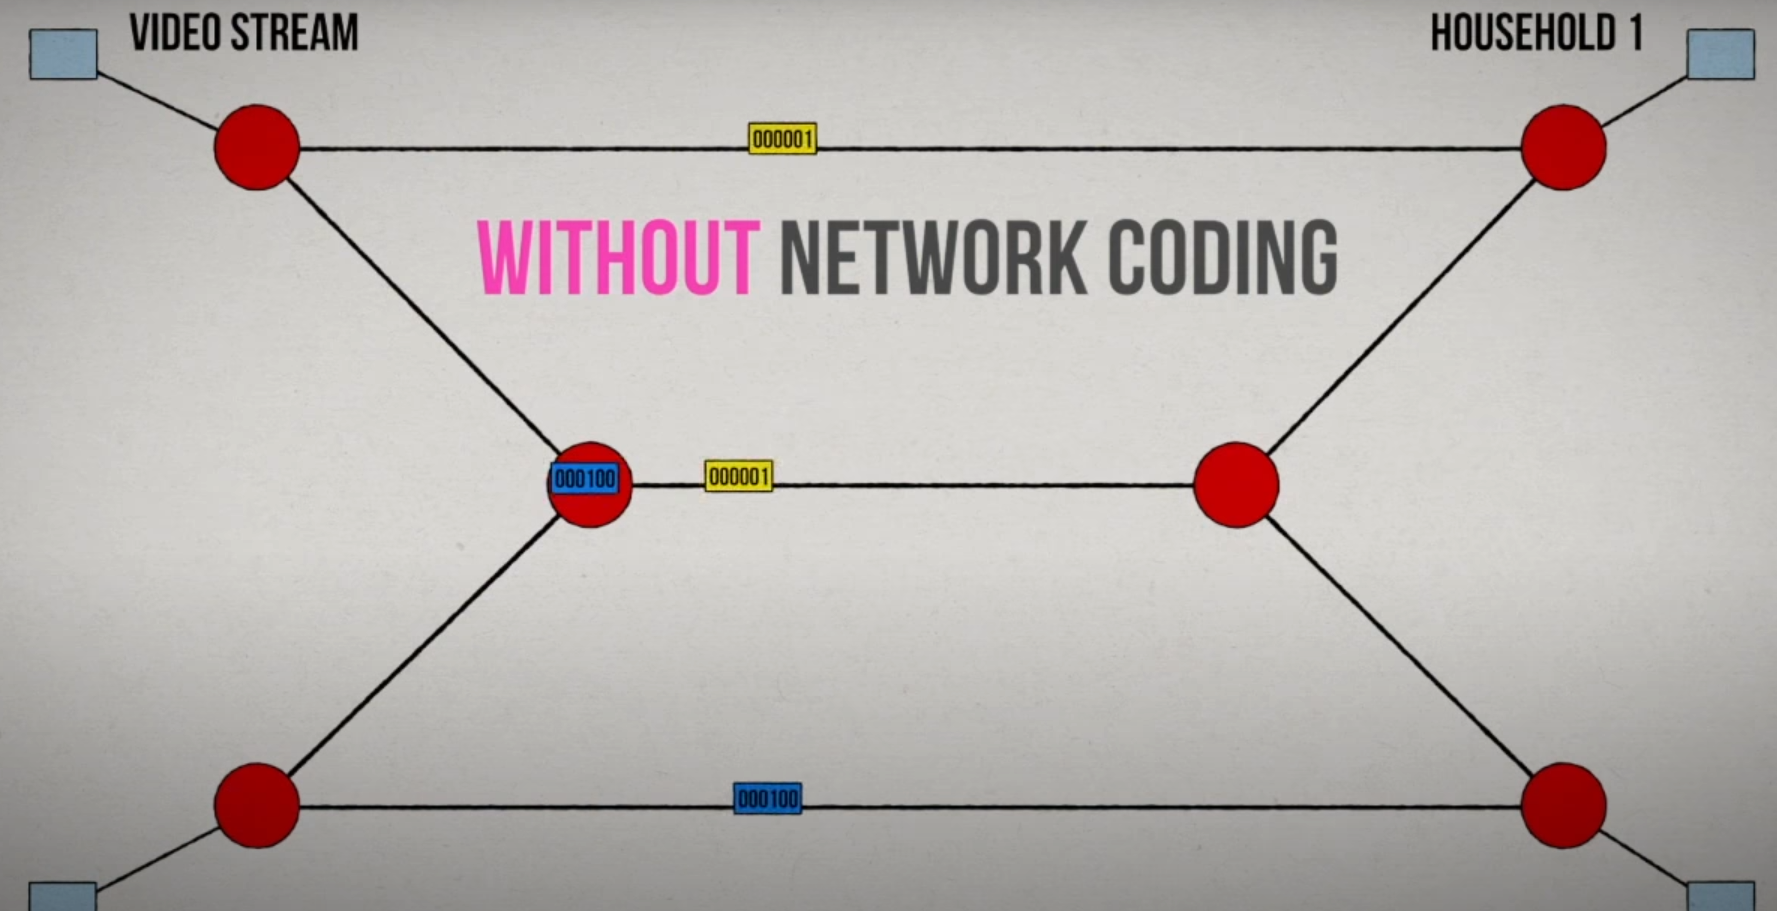 VIDEO STREAM
HOUSEHOLD 1
000001
WITHOUT NETWORK CODING
000100
000001
000100